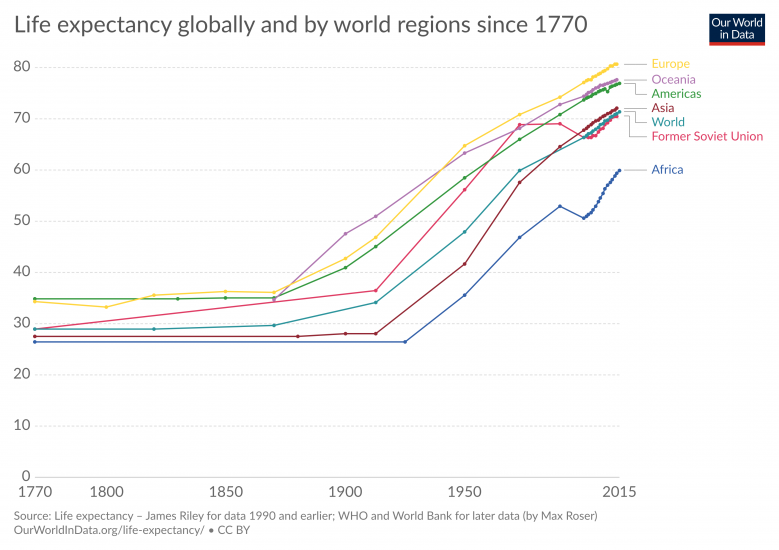 Life expectancy globally and by world regions since 1770
Our World
in Data
80
70
60
50
40
30
20
10
0
1770
1800
1850
1900
1950
2015
Europe
Oceania
Americas
Asia
World
Former Soviet Union
Africa
Source: Life expectancy – James Riley for data 1990 and earlier; WHO and World Bank for later data (by Max Roser)
OurWorldInData.org/life-expectancy/ • CC BY